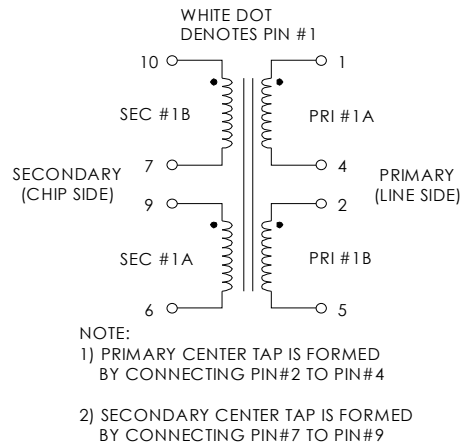 WHITE DOT
DENOTES PIN #1
10 1
SEC #1B PRI #1A
7 4
SECONDARY PRIMARY
(CHIP SIDE) (LINE SIDE)
9 2
SEC #1A PRI #1B
6 5
NOTE:
1) PRIMARY CENTER TAP IS FORMED
BY CONNECTING PIN#2 TO PIN#4
2) SECONDARY CENTER TAP IS FORMED
BY CONNECTING PIN#7 TO PIN#9